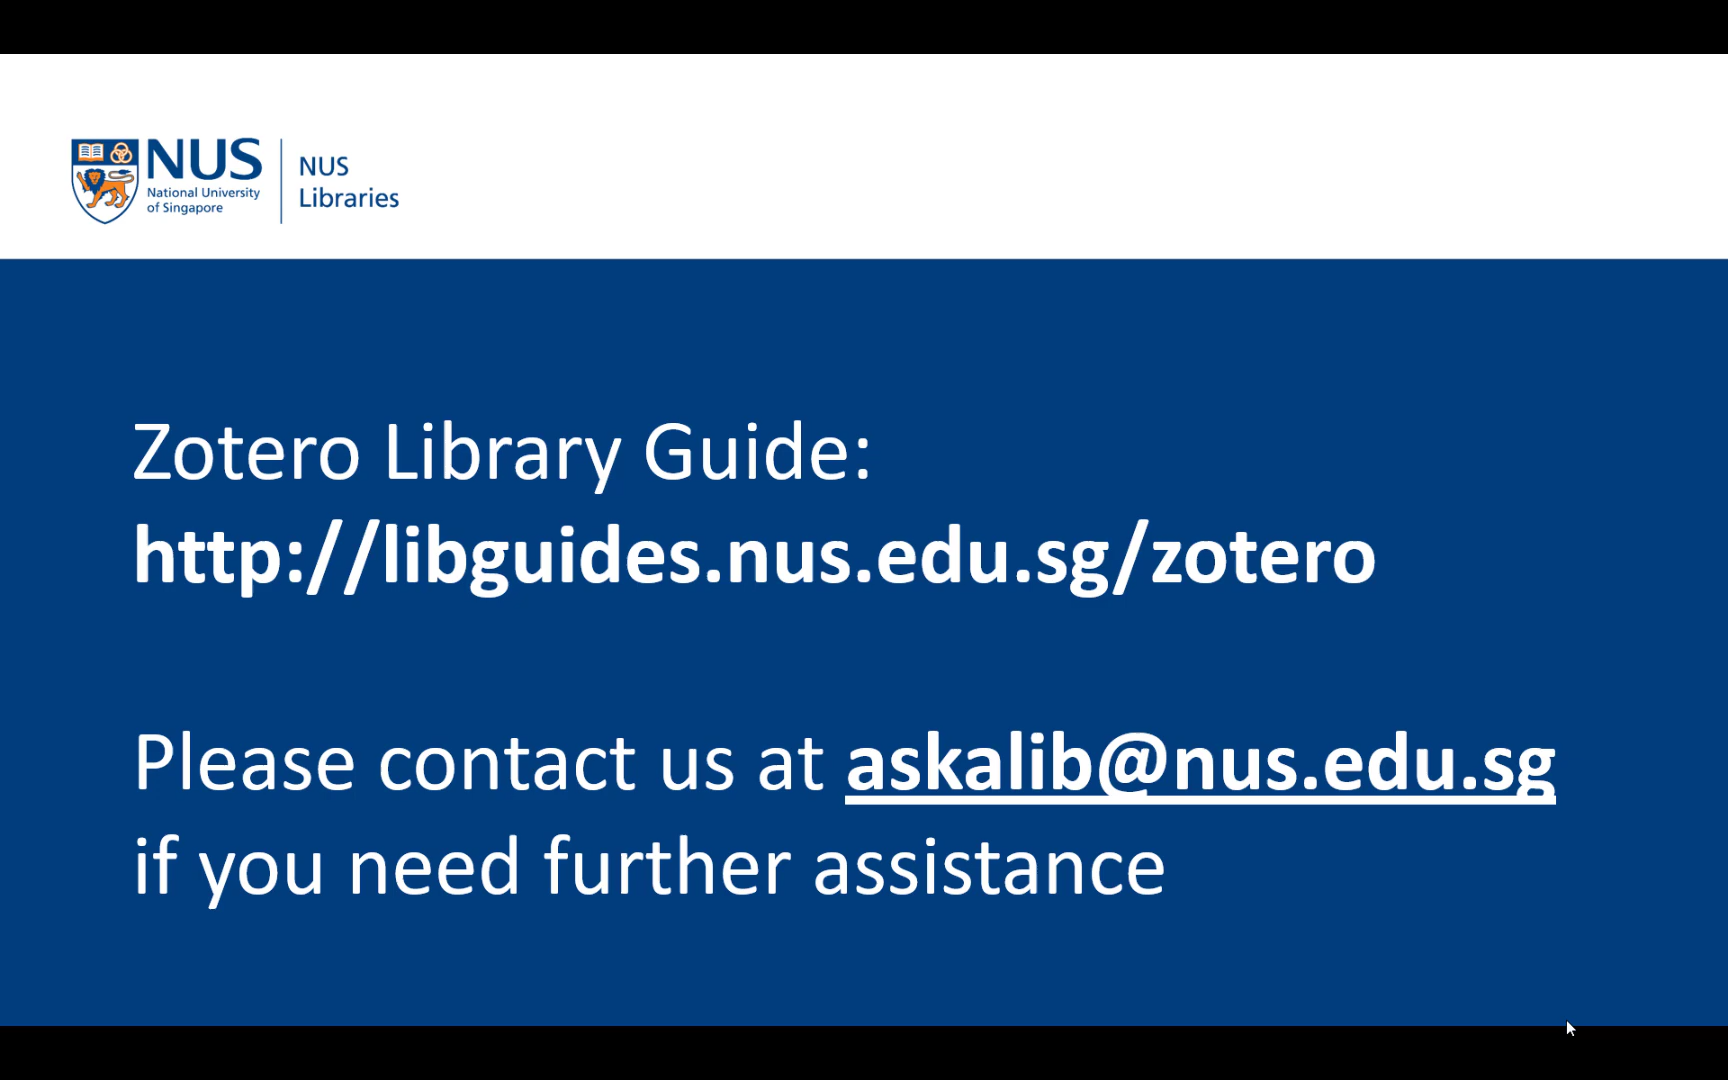 NUS
National University
of Singapore
NUS
Libraries
Zotero Library Guide:
http://libguides.nus.edu.sg/zotero
Please contact us at askalib@nus.edu.sg
if you need further assistance